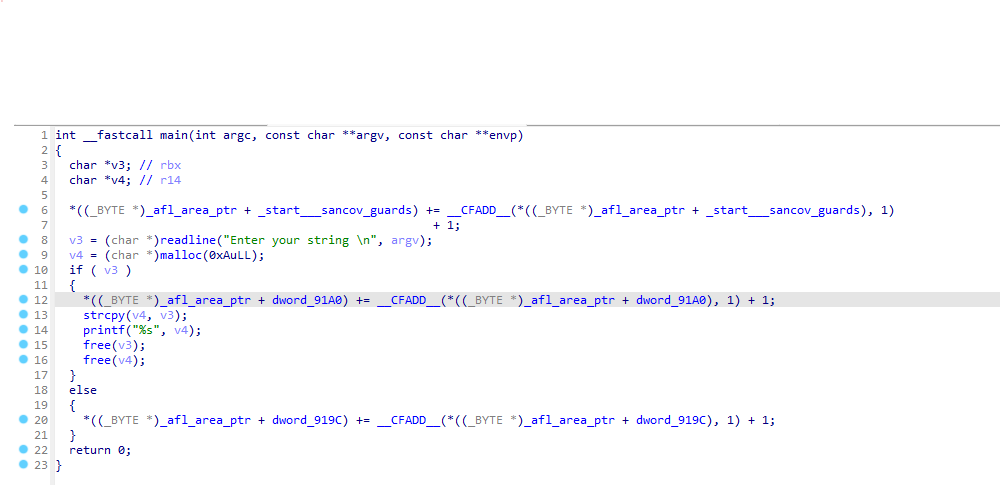 1 int __fastcall main(int argc, const char **argv, const char **envp)
2 {
3   char *v3; // rbx
4   char *v4; // r14
5
6   *((_BYTE *)_afl_area_ptr + _start___sancov_guards) += __CFADD__(*((_BYTE *)_afl_area_ptr + _start___sancov_guards), 1)
7                                                       + 1;
8   v3 = (char *)readline("Enter your string \n", argv);
9   v4 = (char *)malloc(0xAuLL);
10   if ( v3 )
11   {
12     *((_BYTE *)_afl_area_ptr + dword_91A0) += __CFADD__(*((_BYTE *)_afl_area_ptr + dword_91A0), 1) + 1;
13     strcpy(v4, v3);
14     printf("%s", v4);
15     free(v3);
16     free(v4);
17   }
18   else
19   {
20     *((_BYTE *)_afl_area_ptr + dword_919C) += __CFADD__(*((_BYTE *)_afl_area_ptr + dword_919C), 1) + 1;
21   }
22   return 0;
23 }